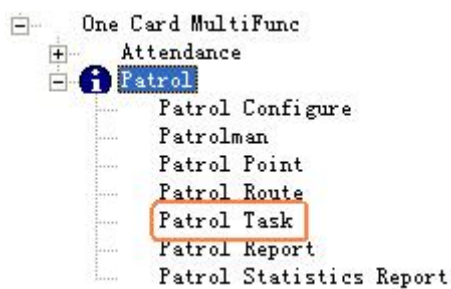 One Card MultiFunc
Attendance
Patrol
Patrol Configure
Patrolman
Patrol Point
Patrol Route
Patrol Task
Patrol Report
Patrol Statistics Report